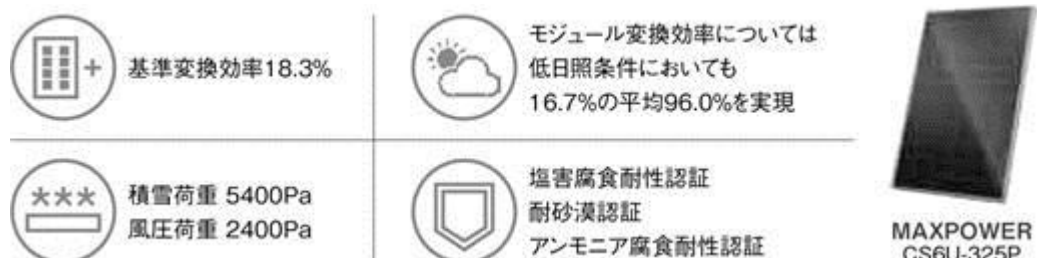 基準変換効率18.3%
モジュール変換効率については
低日照条件においても
16.7%の平均96.0%を実現
積雪荷重 5400Pa
風圧荷重 2400Pa
塩害腐食耐性認証
耐砂漠認証
アンモニア腐食耐性認証
MAXPOWER
CS6U-325P